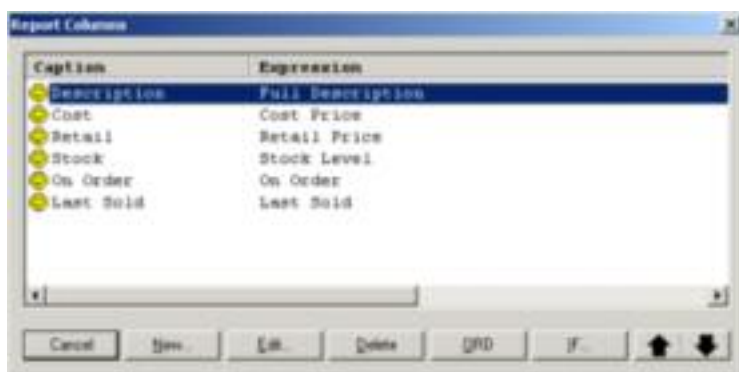 Report Columns
Caption Expression
Description Full Description
Cost Cost Price
Retail Retail Price
Stock Stock Level
On Order On Order
Last Sold Last Sold
Cancel New... Edit... Delete IF...